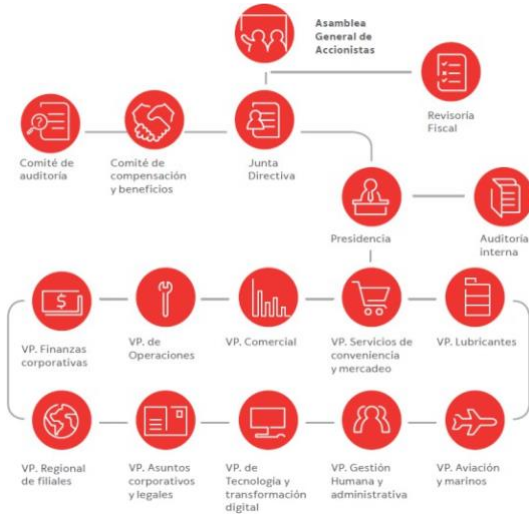 Asamblea
General de
Accionistas
Revisoría
Fiscal
Comité de
auditoría
Comité de
compensación
y beneficios
Junta
Directiva
Presidencia
Auditoría
interna
VP. Finanzas
corporativas
VP. de
Operaciones
VP. Comercial
VP. Servicios de
conveniencia
y mercadeo
VP. Lubricantes
VP. Regional
de filiales
VP. Asuntos
corporativos
y legales
VP. de
Tecnología y
transformación
digital
VP. Gestión
Humana y
administrativa
VP. Aviación
y marinos